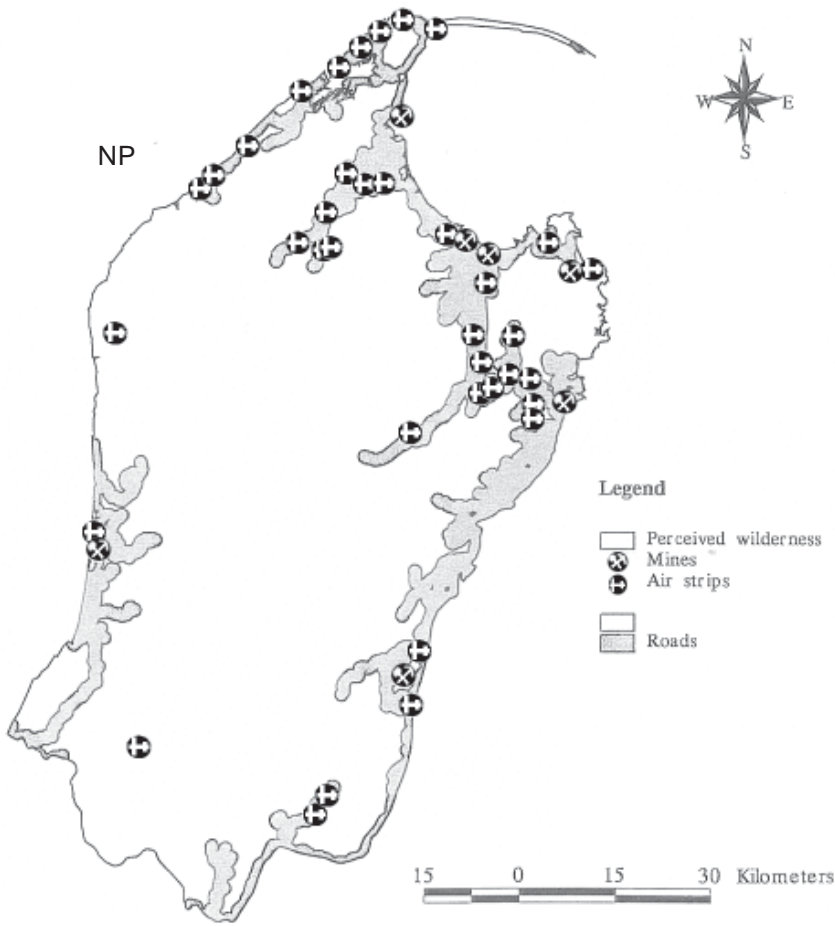 N
W E
S
NP
Legend
Perceived wilderness
Mines
Air strips
Roads
15 0 15 30 Kilometers